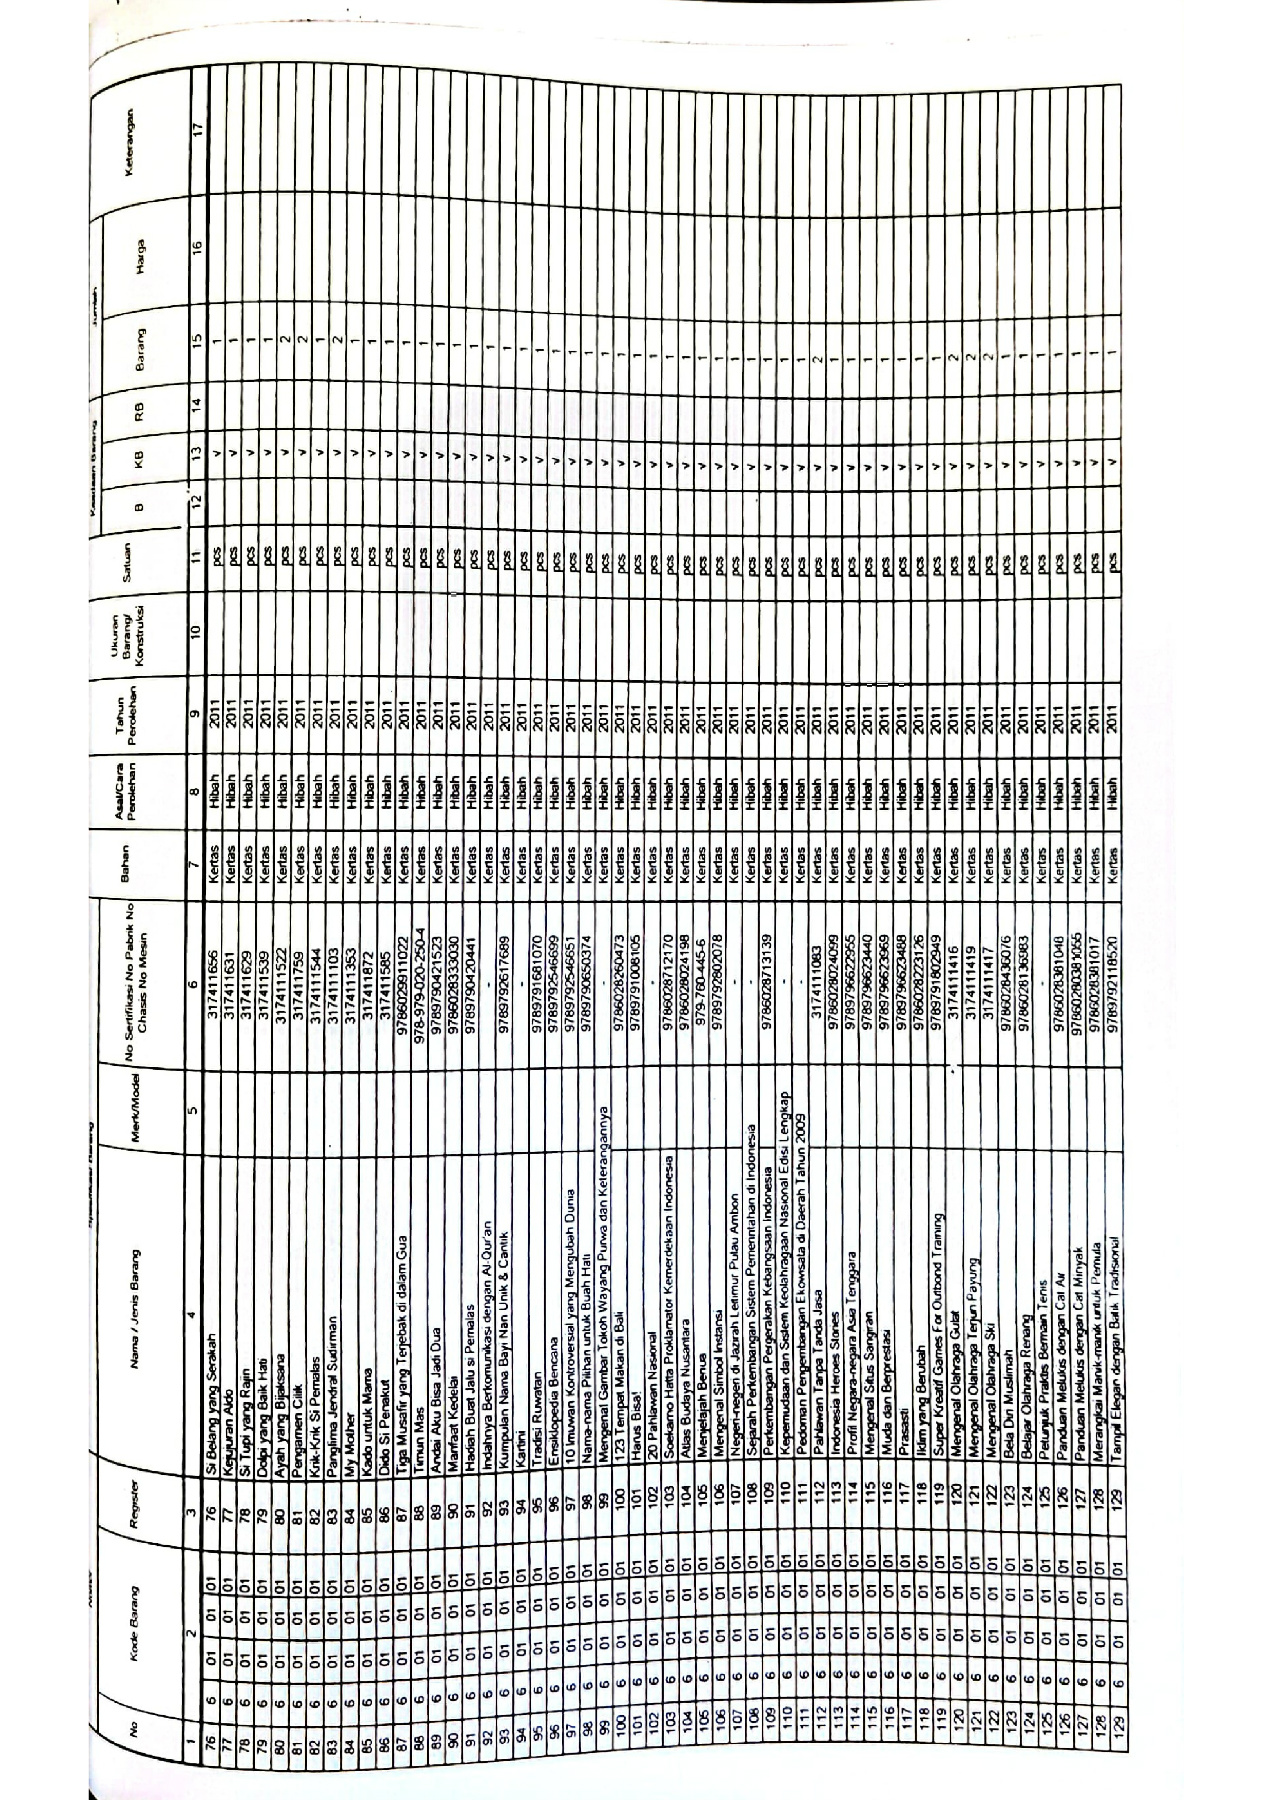 No Kode Barang Register Nama / Jenis Barang Merk/Model No Sertifikasi No Pabrik No Chasis No Mesin Bahan Asal/Cara Perolehan Tahun Perolehan Ukuran Barang/ Konstruksi Satuan B KB RB Barang Harga Keterangan
1 2 3 4 5 6 7 8 9 10 11 12 13 14 15 16 17
76 6 01 01 01 76 Si Belang yang Serakah 317411656 Kertas Hibah 2011 pcs v 1
77 6 01 01 01 77 Kejujuran Aldo 317411631 Kertas Hibah 2011 pcs v 1
78 6 01 01 01 78 Si Tupi yang Rajin 317411629 Kertas Hibah 2011 pcs v 1
79 6 01 01 01 79 Dolpi yang Baik Hati 317411539 Kertas Hibah 2011 pcs v 1
80 6 01 01 01 80 Ayah yang Bijaksana 3174111522 Kertas Hibah 2011 pcs v 2
81 6 01 01 01 81 Pengamen Cilik 317411759 Kertas Hibah 2011 pcs v 2
82 6 01 01 01 82 Krik-Krik Si Pemalas 3174111544 Kertas Hibah 2011 pcs v 1
83 6 01 01 01 83 Panglima Jendral Sudirman 3174111103 Kertas Hibah 2011 pcs v 2
84 6 01 01 01 84 My Mother 3174111353 Kertas Hibah 2011 pcs v 1
85 6 01 01 01 85 Kado untuk Mama 317411872 Kertas Hibah 2011 pcs v 1
86 6 01 01 01 86 Dido Si Penakut 317411585 Kertas Hibah 2011 pcs v 1
87 6 01 01 01 87 Tiga Musafir yang Terjebak di dalam Gua 9786029911022 Kertas Hibah 2011 pcs v 1
88 6 01 01 01 88 Timun Mas 978-979-020-250-4 Kertas Hibah 2011 pcs v 1
89 6 01 01 01 89 Andai Aku Bisa Jadi Dua 9789790421523 Kertas Hibah 2011 pcs v 1
90 6 01 01 01 90 Manfaat Kedelai 9786028333030 Kertas Hibah 2011 pcs v 1
91 6 01 01 01 91 Hadiah Buat Jalu si Pemalas 9789790420441 Kertas Hibah 2011 pcs v 1
92 6 01 01 01 92 Indahnya Berkomunikasi dengan Al-Qur'an - Kertas Hibah 2011 pcs v 1
93 6 01 01 01 93 Kumpulan Nama Bayi Nan Unik & Cantik 9789792617689 Kertas Hibah 2011 pcs v 1
94 6 01 01 01 94 Kartini - Kertas Hibah 2011 pcs v 1
95 6 01 01 01 95 Tradisi Ruwatan 9789791681070 Kertas Hibah 2011 pcs v 1
96 6 01 01 01 96 Ensiklopedia Bencana 9789792546699 Kertas Hibah 2011 pcs v 1
97 6 01 01 01 97 10 Imuwan Kontroversial yang Mengubah Dunia 9789792546651 Kertas Hibah 2011 pcs v 1
98 6 01 01 01 98 Nama-nama Pilihan untuk Buah Hati 9789790650374 Kertas Hibah 2011 pcs v 1
99 6 01 01 01 99 Mengenal Gambar Tokoh Wayang Purwa dan Keterangannya - Kertas Hibah 2011 pcs v 1
100 6 01 01 01 100 123 Tempat Makan di Bali 9786028260473 Kertas Hibah 2011 pcs v 1
101 6 01 01 01 101 Harus Bisa! 9789791008105 Kertas Hibah 2011 pcs v 1
102 6 01 01 01 102 20 Pahlawan Nasional - Kertas Hibah 2011 pcs v 1
103 6 01 01 01 103 Soekarno Hatta Proklamator Kemerdekaan Indonesia 9786028712170 Kertas Hibah 2011 pcs v 1
104 6 01 01 01 104 Atlas Budaya Nusantara 9786028024198 Kertas Hibah 2011 pcs v 1
105 6 01 01 01 105 Menjelajah Benua 979-760-445-6 Kertas Hibah 2011 pcs v 1
106 6 01 01 01 106 Mengenal Simbol Instansi 9789792802078 Kertas Hibah 2011 pcs v 1
107 6 01 01 01 107 Negeri-negeri di Jazirah Leitimur Pulau Ambon - Kertas Hibah 2011 pcs v 1
108 6 01 01 01 108 Sejarah Perkembangan Sistem Pemerintahan di Indonesia - Kertas Hibah 2011 pcs v 1
109 6 01 01 01 109 Perkembangan Pergerakan Kebangsaan Indonesia 9786028713139 Kertas Hibah 2011 pcs v 1
110 6 01 01 01 110 Kepemudaan dan Sistem Keolahragaan Nasional Edisi Lengkap - Kertas Hibah 2011 pcs v 1
111 6 01 01 01 111 Pedoman Pengembangan Ekowisata di Daerah Tahun 2009 - Kertas Hibah 2011 pcs v 1
112 6 01 01 01 112 Pahlawan Tanpa Tanda Jasa 3174111083 Kertas Hibah 2011 pcs v 2
113 6 01 01 01 113 Indonesia Heroes Stories 9786028024099 Kertas Hibah 2011 pcs v 1
114 6 01 01 01 114 Profil Negara-negara Asia Tenggara 9789796622955 Kertas Hibah 2011 pcs v 1
115 6 01 01 01 115 Mengenal Situs Sangiran 9789796623440 Kertas Hibah 2011 pcs v 1
116 6 01 01 01 116 Muda dan Berprestasi 9789796623969 Kertas Hibah 2011 pcs v 1
117 6 01 01 01 117 Prasasti 9789796623488 Kertas Hibah 2011 pcs v 1
118 6 01 01 01 118 Iklim yang Berubah 9786028223126 Kertas Hibah 2011 pcs v 1
119 6 01 01 01 119 Super Kreatif Games For Outbond Training 9789791802949 Kertas Hibah 2011 pcs v 1
120 6 01 01 01 120 Mengenal Olahraga Gulat 317411416 Kertas Hibah 2011 pcs v 2
121 6 01 01 01 121 Mengenal Olahraga Terjun Payung 317411419 Kertas Hibah 2011 pcs v 2
122 6 01 01 01 122 Mengenal Olahraga Ski 317411417 Kertas Hibah 2011 pcs v 2
123 6 01 01 01 123 Bela Diri Muslimah 9786028436076 Kertas Hibah 2011 pcs v 1
124 6 01 01 01 124 Belajar Olahraga Renang 9786028136983 Kertas Hibah 2011 pcs v 1
125 6 01 01 01 125 Petunjuk Praktis Bermain Tenis - Kertas Hibah 2011 pcs v 1
126 6 01 01 01 126 Panduan Melukis dengan Cat Air 9786028381048 Kertas Hibah 2011 pcs v 1
127 6 01 01 01 127 Panduan Melukis dengan Cat Minyak 9786028381055 Kertas Hibah 2011 pcs v 1
128 6 01 01 01 128 Merangkai Manik-manik untuk Pemula 9786028381017 Kertas Hibah 2011 pcs v 1
129 6 01 01 01 129 Tampil Elegan dengan Batik Tradisional 9789792118520 Kertas Hibah 2011 pcs v 1